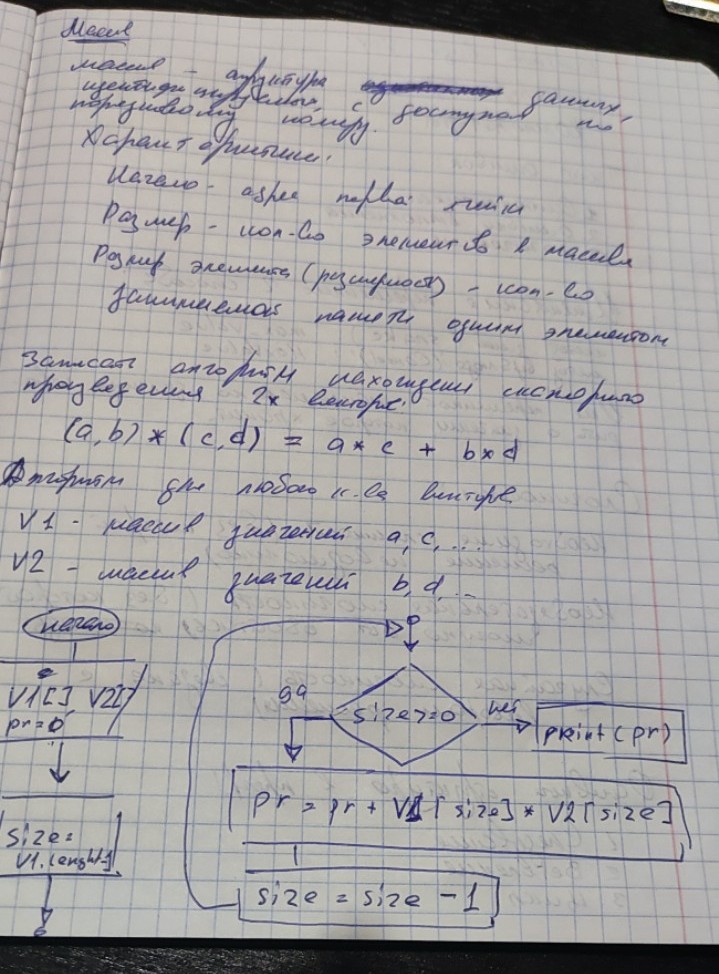 Массив
массив - структура данных,
идентифицируемых с доступом по
порядковому номеру.
Характеристики:
Начало - адрес первой ячейки
Размер - кол-во элементов в массиве
Размер элемента (размерность) - кол-во
занимаемой памяти одним элементом
Записать алгоритм нахождения скалярного
произведения 2х векторов:
(a, b) * (c, d) = a * c + b * d
Алгоритм для любого к-ва векторов
V1 - массив значений a, c, ...
V2 - массив значений b, d, ...
начало
V1[] V2[]
pr = 0
size =
V1.lenght-1
size >= 0
да
нет
print (pr)
pr = pr + V1 [size] * V2 [size]
size = size - 1